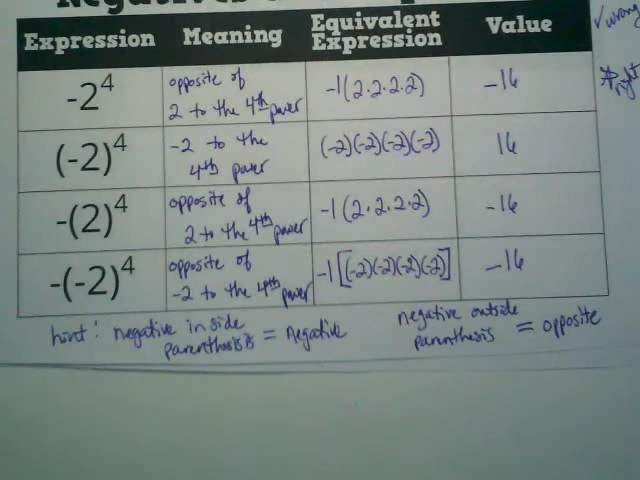 Expression Meaning Equivalent Expression Value
-2⁴ opposite of 2 to the 4th power -1(2·2·2·2) -16
(-2)⁴ -2 to the 4th power (-2)(-2)(-2)(-2) 16
-(2)⁴ opposite of 2 to the 4th power -1(2·2·2·2) -16
-(-2)⁴ opposite of -2 to the 4th power -1[(-2)(-2)(-2)(-2)] -16
hint: negative inside parenthasis = negative
negative outside parenthesis = opposite
✓ wrong
right